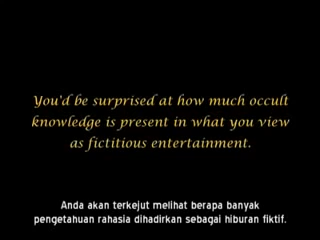 You'd be surprised at how much occult
knowledge is present in what you view
as fictitious entertainment.
Anda akan terkejut melihat berapa banyak
pengetahuan rahasia dihadirkan sebagai hiburan fiktif.